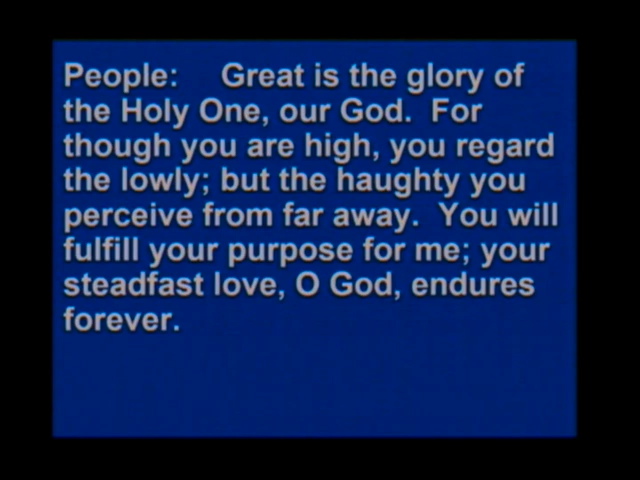 People: Great is the glory of
the Holy One, our God. For
though you are high, you regard
the lowly; but the haughty you
perceive from far away. You will
fulfill your purpose for me; your
steadfast love, O God, endures
forever.